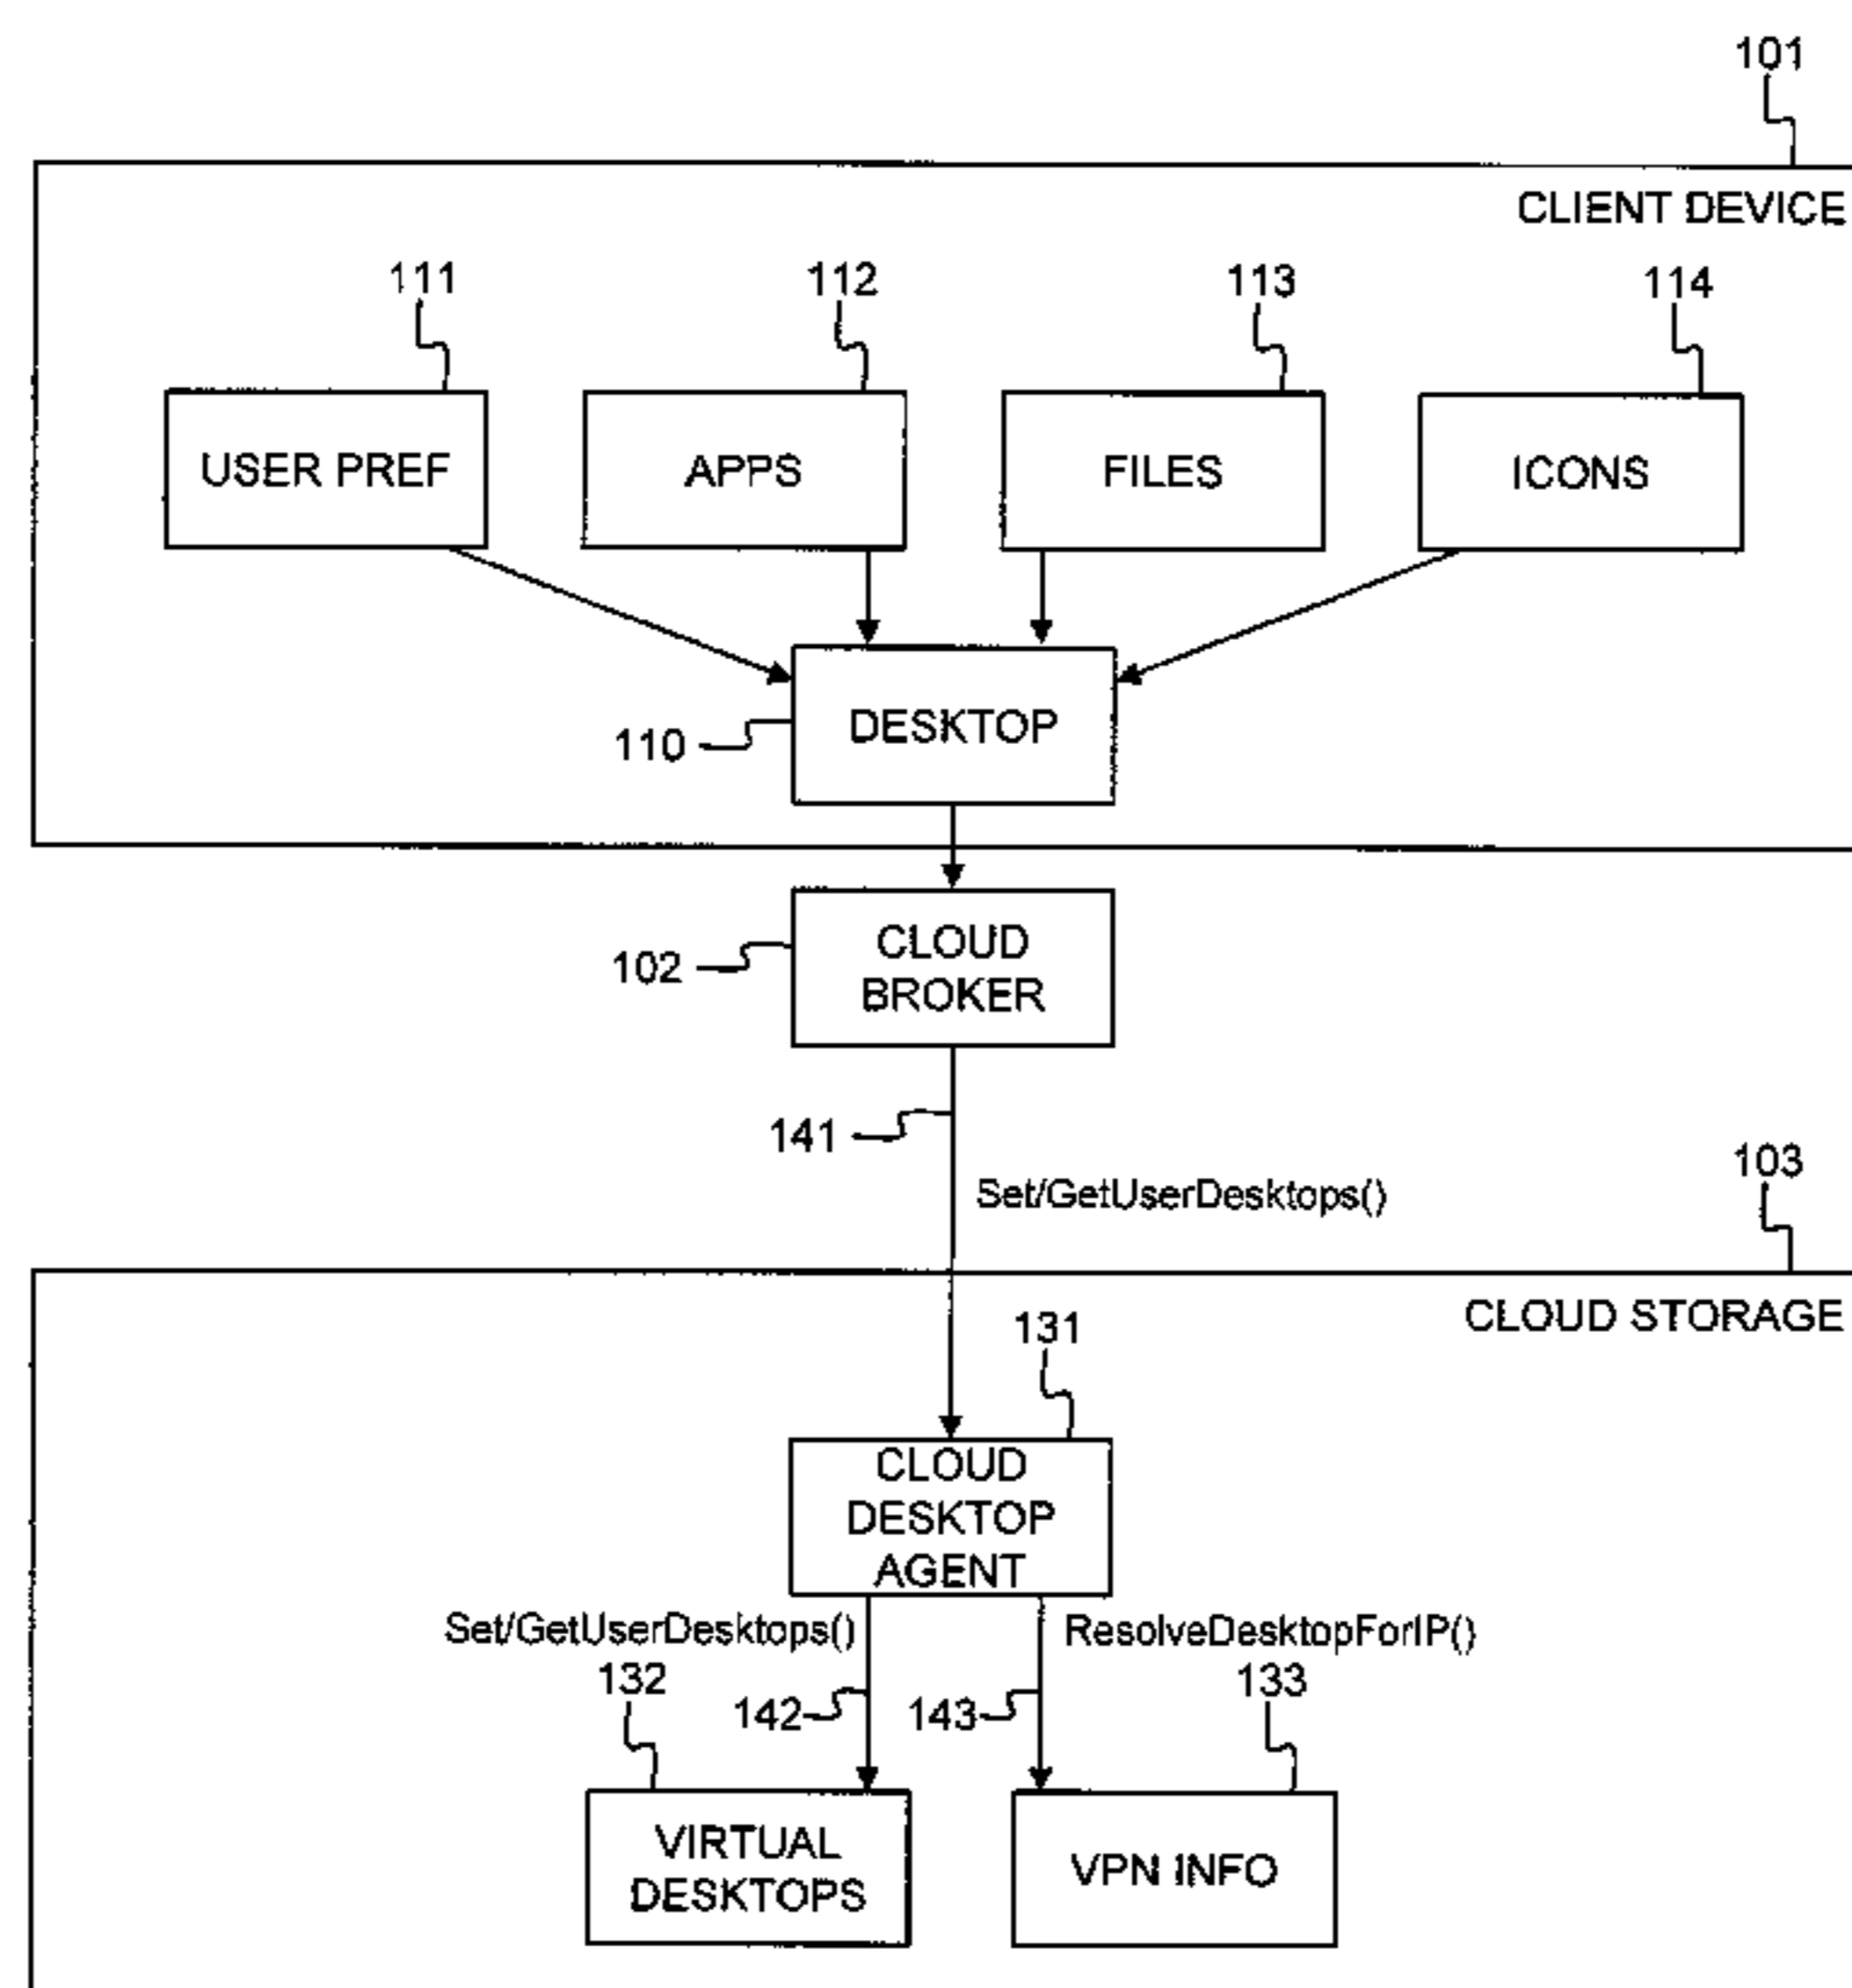 101
CLIENT DEVICE
111
112
113
114
USER PREF
APPS
FILES
ICONS
110
DESKTOP
102
CLOUD
BROKER
141
Set/GetUserDesktops()
103
CLOUD STORAGE
131
CLOUD
DESKTOP
AGENT
Set/GetUserDesktops()
ResolveDesktopForIP()
132
142
143
133
VIRTUAL
DESKTOPS
VPN INFO